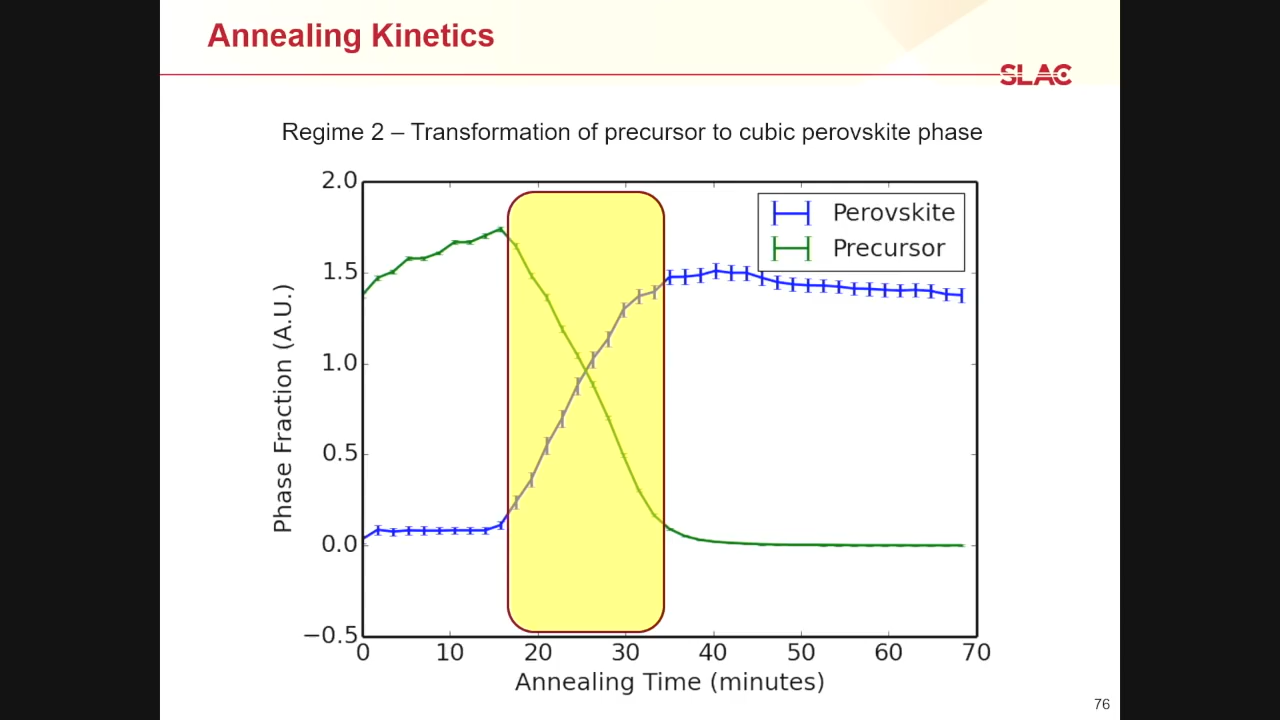 Annealing Kinetics
SLAC
Regime 2 – Transformation of precursor to cubic perovskite phase
2.0
1.5
1.0
0.5
0.0
−0.5
Phase Fraction (A.U.)
Perovskite
Precursor
0 10 20 30 40 50 60 70
Annealing Time (minutes)
76